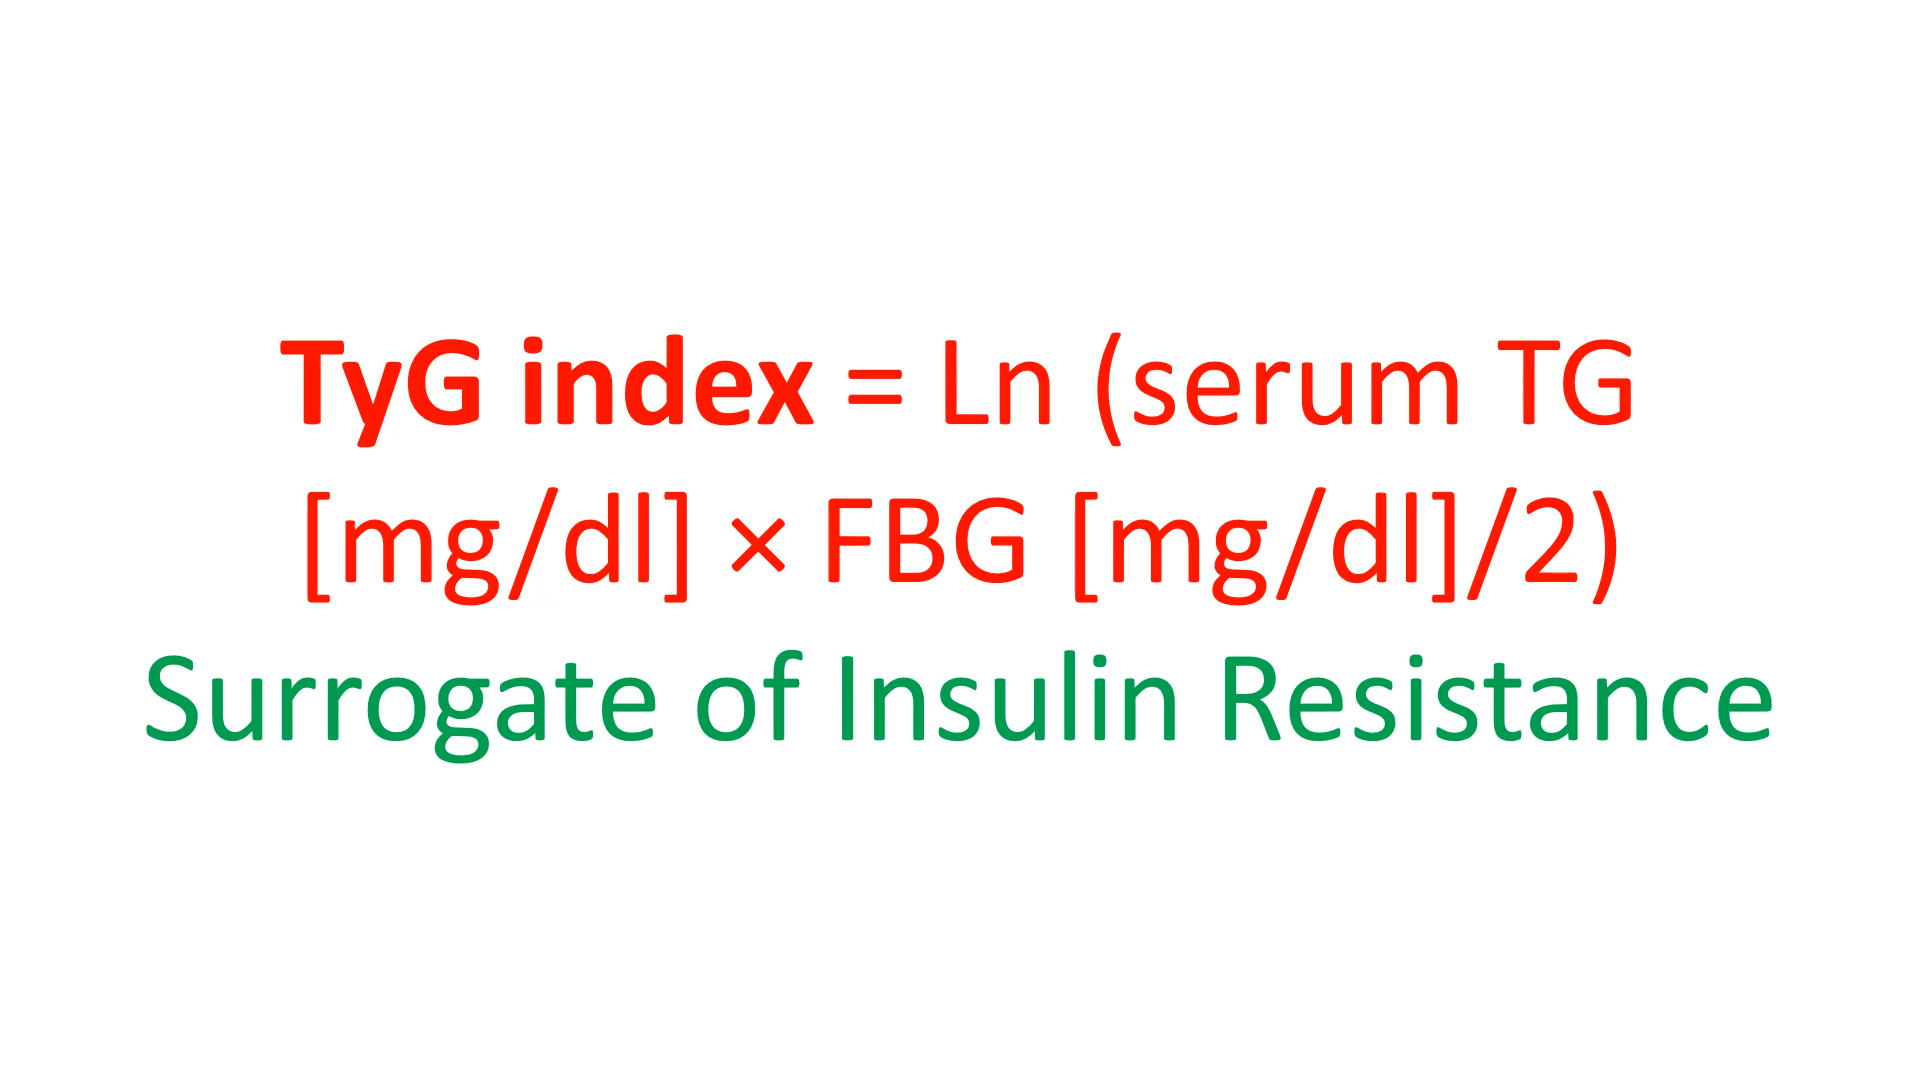 TyG index = Ln (serum TG
[mg/dl] × FBG [mg/dl]/2)
Surrogate of Insulin Resistance